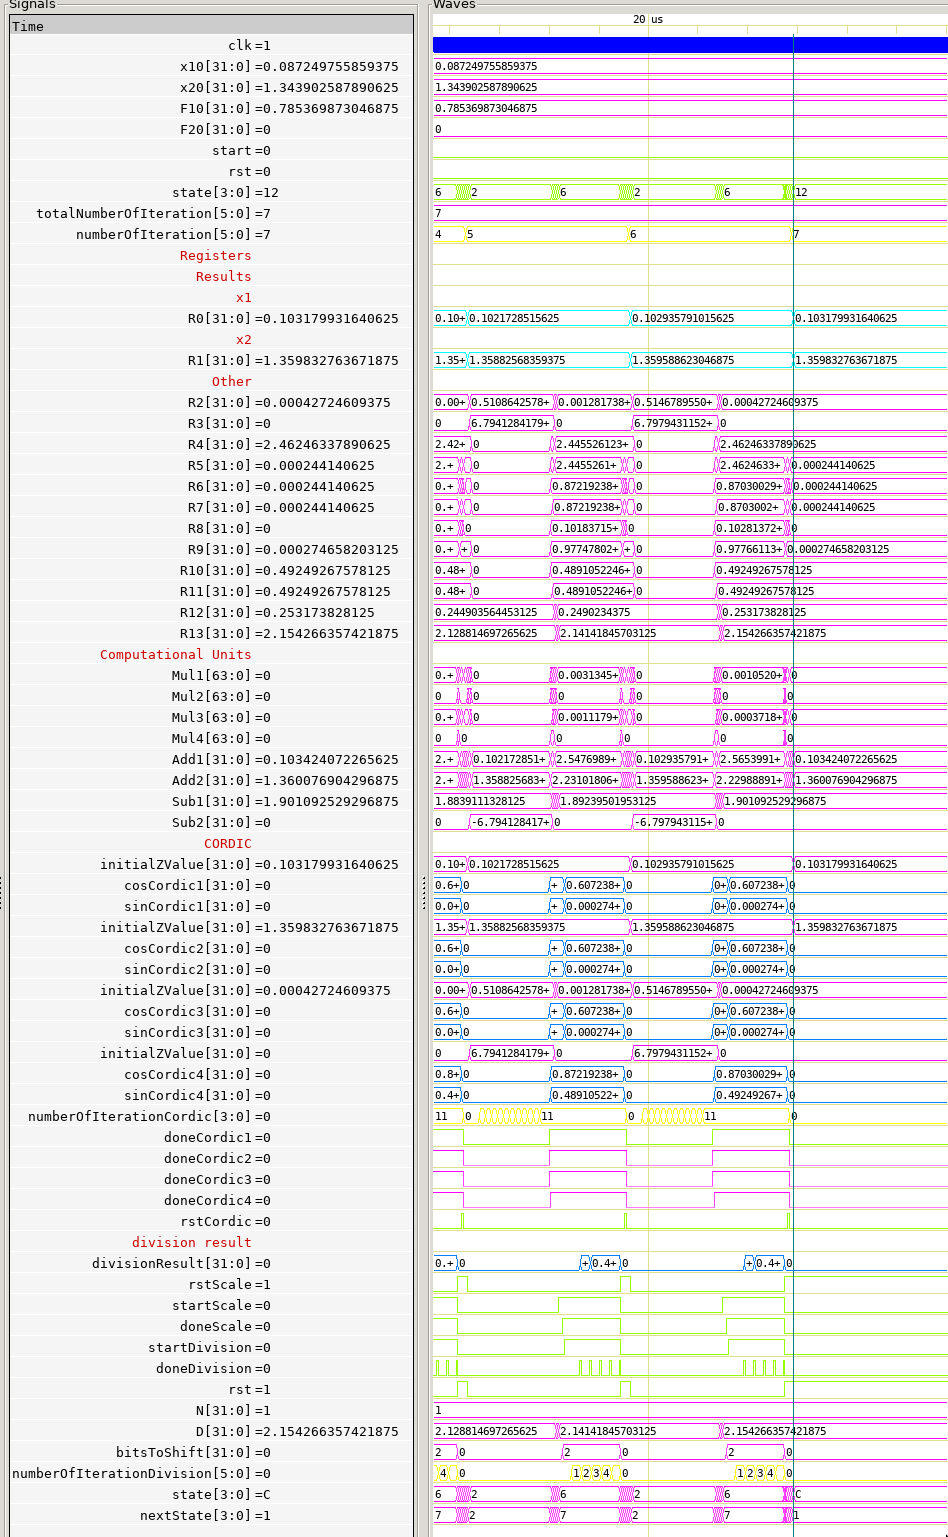 Signals Waves
Time 20 us
clk =1
x10[31:0] =0.087249755859375 0.087249755859375
x20[31:0] =1.343902587890625 1.343902587890625
F10[31:0] =0.785369873046875 0.785369873046875
F20[31:0] =0 0
start =0
rst =0
state[3:0] =12 6 2 6 2 6 12
totalNumberOfIteration[5:0] =7 7
numberOfIteration[5:0] =7 4 5 6 7
Registers
Results
x1
R0[31:0] =0.103179931640625 0.10+ 0.1021728515625 0.102935791015625 0.103179931640625
x2
R1[31:0] =1.359832763671875 1.35+ 1.35882568359375 1.359588623046875 1.359832763671875
Other
R2[31:0] =0.00042724609375 0.00+ 0.5108642578+ 0.001281738+ 0.5146789550+ 0.00042724609375
R3[31:0] =0 0 6.7941284179+ 0 6.7979431152+ 0
R4[31:0] =2.46246337890625 2.42+ 0 2.445526123+ 0 2.46246337890625
R5[31:0] =0.000244140625 2.+ 0 2.4455261+ 0 2.4624633+ 0.000244140625
R6[31:0] =0.000244140625 0.+ 0 0.87219238+ 0 0.87030029+ 0.000244140625
R7[31:0] =0.000244140625 0.+ 0 0.87219238+ 0 0.8703002+ 0.000244140625
R8[31:0] =0 0.+ 0 0.10183715+ 0 0.10281372+ 0
R9[31:0] =0.000274658203125 0.+ + 0 0.97747802+ + 0 0.97766113+ 0.000274658203125
R10[31:0] =0.49249267578125 0.48+ 0 0.4891052246+ 0 0.49249267578125
R11[31:0] =0.49249267578125 0.48+ 0 0.4891052246+ 0 0.49249267578125
R12[31:0] =0.253173828125 0.244903564453125 0.2490234375 0.253173828125
R13[31:0] =2.154266357421875 2.128814697265625 2.14141845703125 2.154266357421875
Computational Units
Mul1[63:0] =0 0.+ 0 0.0031345+ 0 0.0010520+ 0
Mul2[63:0] =0 0 0 0 0 0 0
Mul3[63:0] =0 0.+ 0 0.0011179+ 0 0.0003718+ 0
Mul4[63:0] =0 0 0 0 0 0 0
Add1[31:0] =0.103424072265625 2.+ 0.102172851+ 2.5476989+ 0.102935791+ 2.5653991+ 0.103424072265625
Add2[31:0] =1.360076904296875 2.+ 1.358825683+ 2.23101806+ 1.359588623+ 2.22988891+ 1.360076904296875
Sub1[31:0] =1.901092529296875 1.8839111328125 1.89239501953125 1.901092529296875
Sub2[31:0] =0 0 -6.794128417+ 0 -6.797943115+ 0
CORDIC
initialZValue[31:0] =0.103179931640625 0.10+ 0.1021728515625 0.102935791015625 0.103179931640625
cosCordic1[31:0] =0 0.6+ 0 + 0.607238+ 0 0+ 0.607238+ 0
sinCordic1[31:0] =0 0.0+ 0 + 0.000274+ 0 0+ 0.000274+ 0
initialZValue[31:0] =1.359832763671875 1.35+ 1.35882568359375 1.359588623046875 1.359832763671875
cosCordic2[31:0] =0 0.6+ 0 + 0.607238+ 0 0+ 0.607238+ 0
sinCordic2[31:0] =0 0.0+ 0 + 0.000274+ 0 0+ 0.000274+ 0
initialZValue[31:0] =0.00042724609375 0.00+ 0.5108642578+ 0.001281738+ 0.5146789550+ 0.00042724609375
cosCordic3[31:0] =0 0.6+ 0 + 0.607238+ 0 0+ 0.607238+ 0
sinCordic3[31:0] =0 0.0+ 0 + 0.000274+ 0 0+ 0.000274+ 0
initialZValue[31:0] =0 0 6.7941284179+ 0 6.7979431152+ 0
cosCordic4[31:0] =0 0.8+ 0 0.87219238+ 0 0.87030029+ 0
sinCordic4[31:0] =0 0.4+ 0 0.48910522+ 0 0.49249267+ 0
numberOfIterationCordic[3:0] =0 11 0 11 0 11 0
doneCordic1 =0
doneCordic2 =0
doneCordic3 =0
doneCordic4 =0
rstCordic =0
division result
divisionResult[31:0] =0 0.+ 0 + 0.4+ 0 + 0.4+ 0
rstScale =1
startScale =0
doneScale =0
startDivision =0
doneDivision =0
rst =1
N[31:0] =1 1
D[31:0] =2.154266357421875 2.128814697265625 2.14141845703125 2.154266357421875
bitsToShift[31:0] =0 2 0 2 0 2 0
numberOfIterationDivision[5:0] =0 4 0 1 2 3 4 0 1 2 3 4 0
state[3:0] =C 6 2 6 2 6 C
nextState[3:0] =1 7 2 7 2 7 1